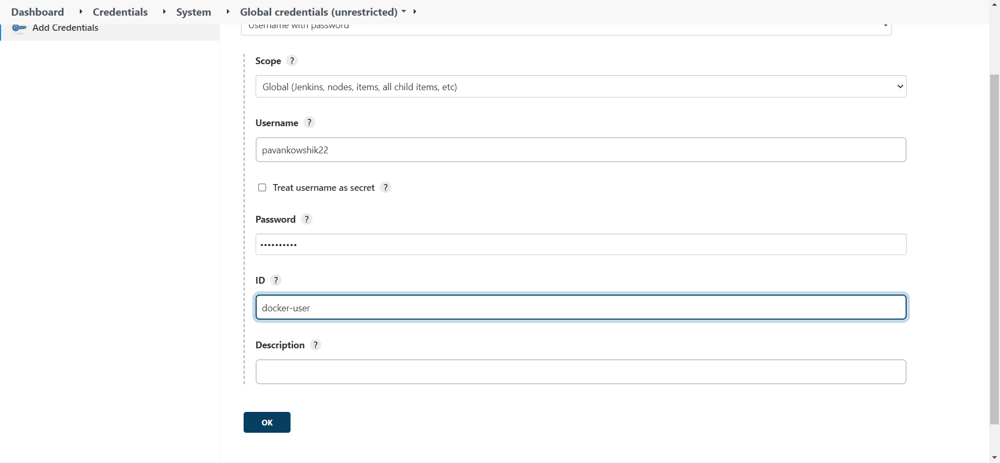 Dashboard Credentials System Global credentials (unrestricted)
Add Credentials
Username with password
Scope ?
Global (Jenkins, nodes, items, all child items, etc)
Username ?
pavankowshik22
Treat username as secret ?
Password ?
••••••••••
ID ?
docker-user
Description ?
OK